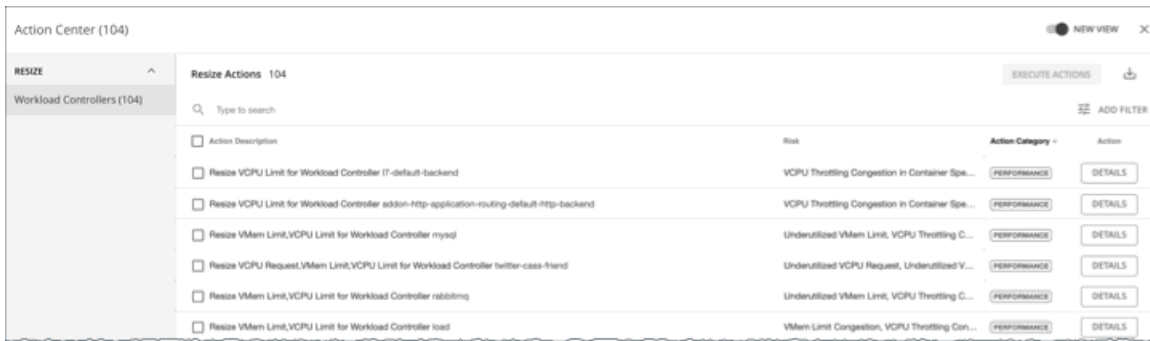 Action Center (104)
NEW VIEW
RESIZE
Workload Controllers (104)
Resize Actions 104
EXECUTE ACTIONS
Type to search
ADD FILTER
Action Description Risk Action Category Action
Resize VCPU Limit for Workload Controller l7-default-backend VCPU Throttling Congestion in Container Spe... PERFORMANCE DETAILS
Resize VCPU Limit for Workload Controller addon-http-application-routing-default-http-backend VCPU Throttling Congestion in Container Spe... PERFORMANCE DETAILS
Resize VMem Limit,VCPU Limit for Workload Controller mysql Underutilized VMem Limit, VCPU Throttling C... PERFORMANCE DETAILS
Resize VCPU Request,VMem Limit,VCPU Limit for Workload Controller twitter-cass-friend Underutilized VCPU Request, Underutilized V... PERFORMANCE DETAILS
Resize VMem Limit,VCPU Limit for Workload Controller rabbitmq Underutilized VMem Limit, VCPU Throttling C... PERFORMANCE DETAILS
Resize VMem Limit,VCPU Limit for Workload Controller load VMem Limit Congestion, VCPU Throttling Con... PERFORMANCE DETAILS